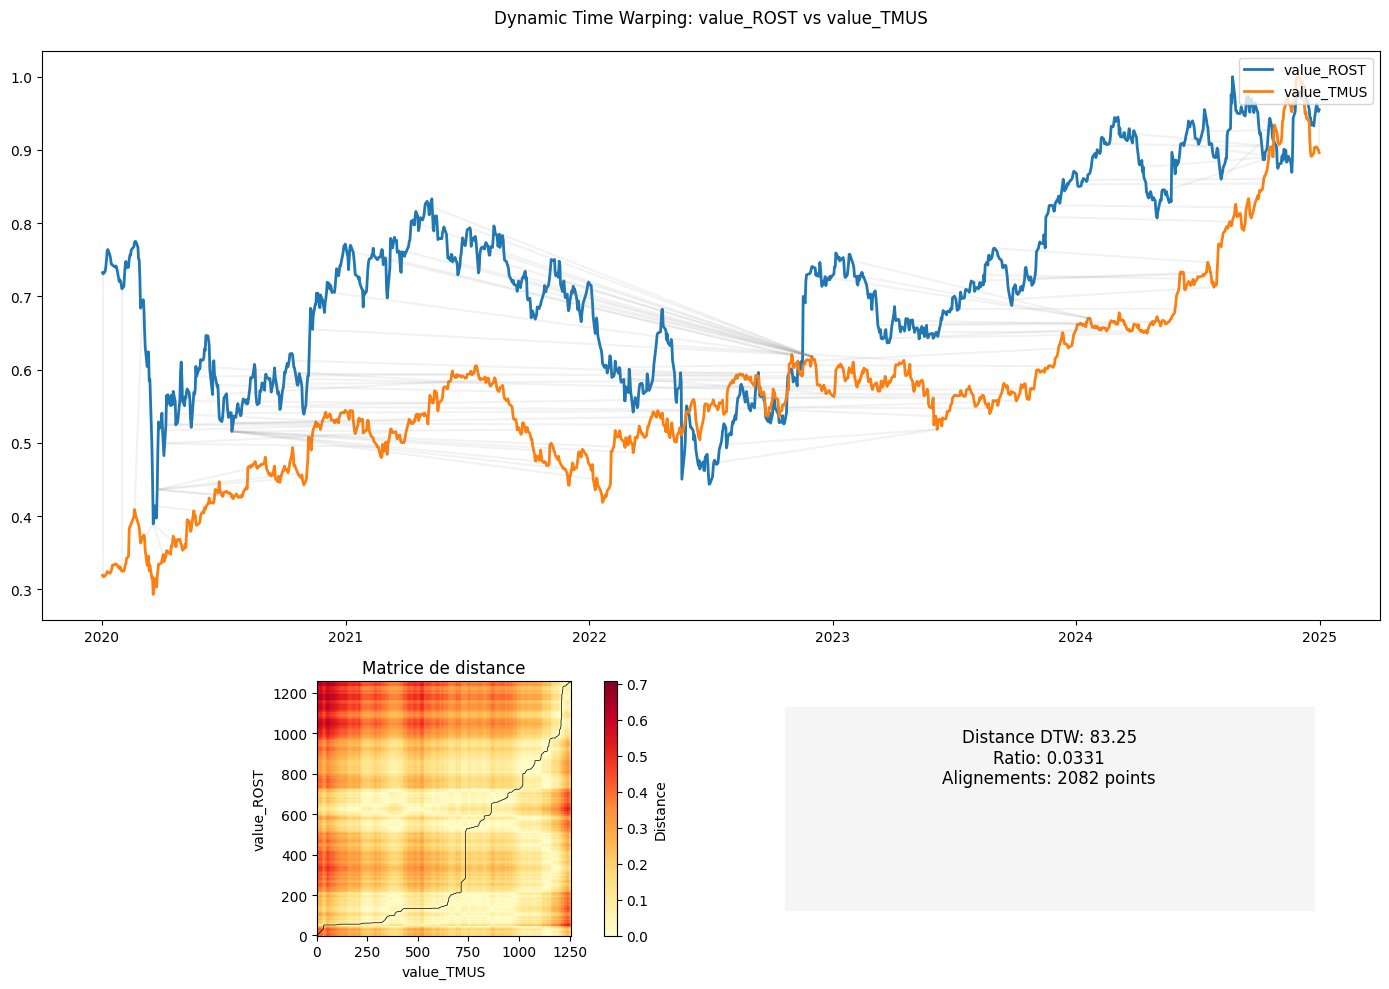 Dynamic Time Warping: value_ROST vs value_TMUS
value_ROST
value_TMUS
1.0
0.9
0.8
0.7
0.6
0.5
0.4
0.3
2020 2021 2022 2023 2024 2025
Matrice de distance
value_ROST
1200
1000
800
600
400
200
0
0 250 500 750 1000 1250
value_TMUS
0.7
0.6
0.5
0.4
0.3
0.2
0.1
0.0
Distance
Distance DTW: 83.25
Ratio: 0.0331
Alignements: 2082 points